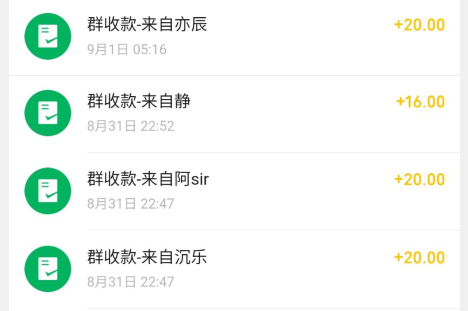 群收款-来自亦辰
+20.00
9月1日 05:16
群收款-来自静
+16.00
8月31日 22:52
群收款-来自阿sir
+20.00
8月31日 22:47
群收款-来自沉乐
+20.00
8月31日 22:47